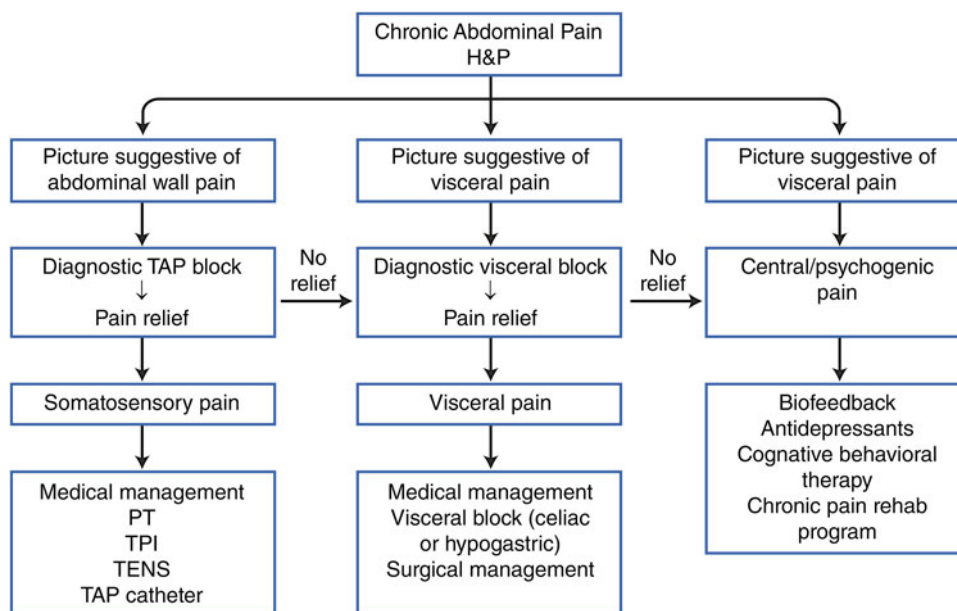 Chronic Abdominal Pain
H&P
Picture suggestive of
abdominal wall pain
Picture suggestive of
visceral pain
Picture suggestive of
visceral pain
Diagnostic TAP block
↓
Pain relief
No
relief
Diagnostic visceral block
↓
Pain relief
No
relief
Central/psychogenic
pain
Somatosensory pain
Visceral pain
Biofeedback
Antidepressants
Cognitive behavioral
therapy
Chronic pain rehab
program
Medical management
PT
TPI
TENS
TAP catheter
Medical management
Visceral block (celiac
or hypogastric)
Surgical management